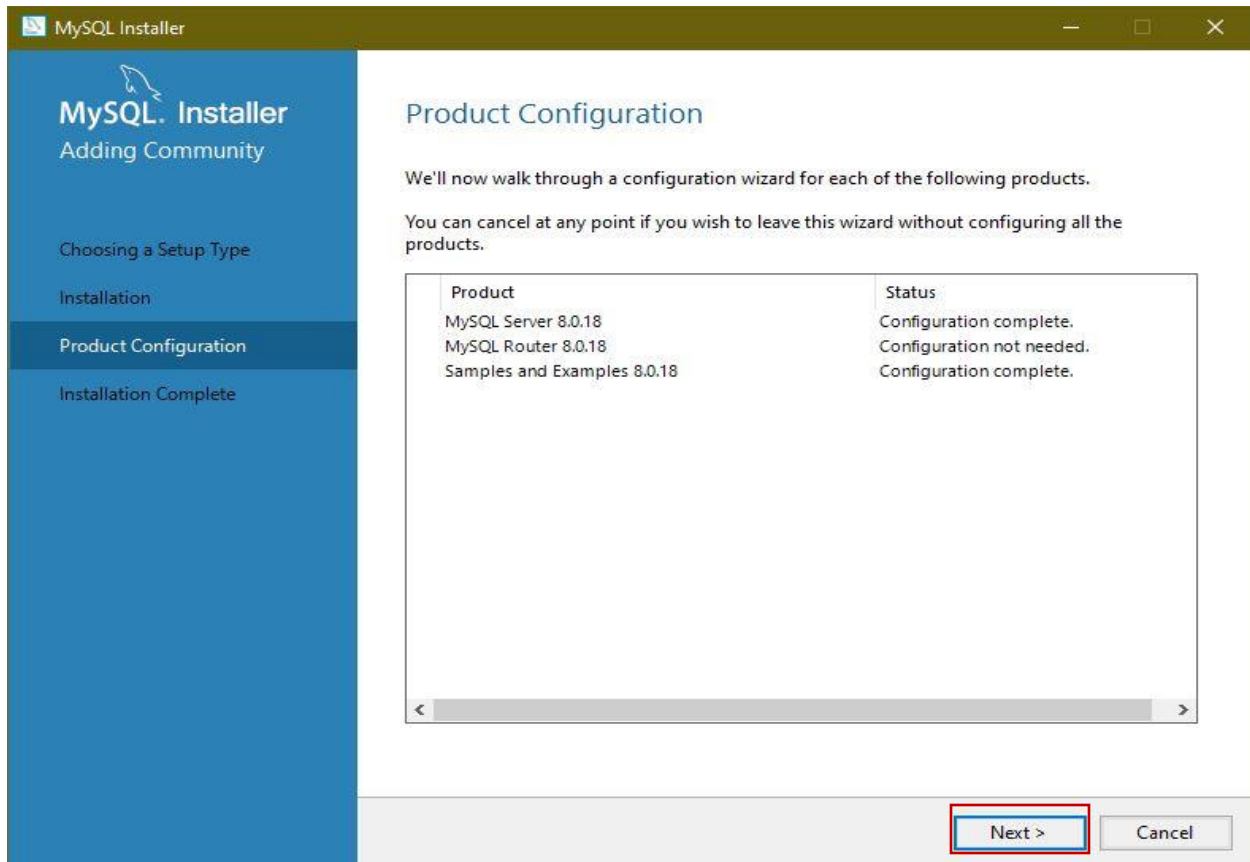 MySQL Installer
MySQL. Installer
Adding Community
Choosing a Setup Type
Installation
Product Configuration
Installation Complete
Product Configuration
We'll now walk through a configuration wizard for each of the following products.
You can cancel at any point if you wish to leave this wizard without configuring all the
products.
Product Status
MySQL Server 8.0.18 Configuration complete.
MySQL Router 8.0.18 Configuration not needed.
Samples and Examples 8.0.18 Configuration complete.
Next > Cancel